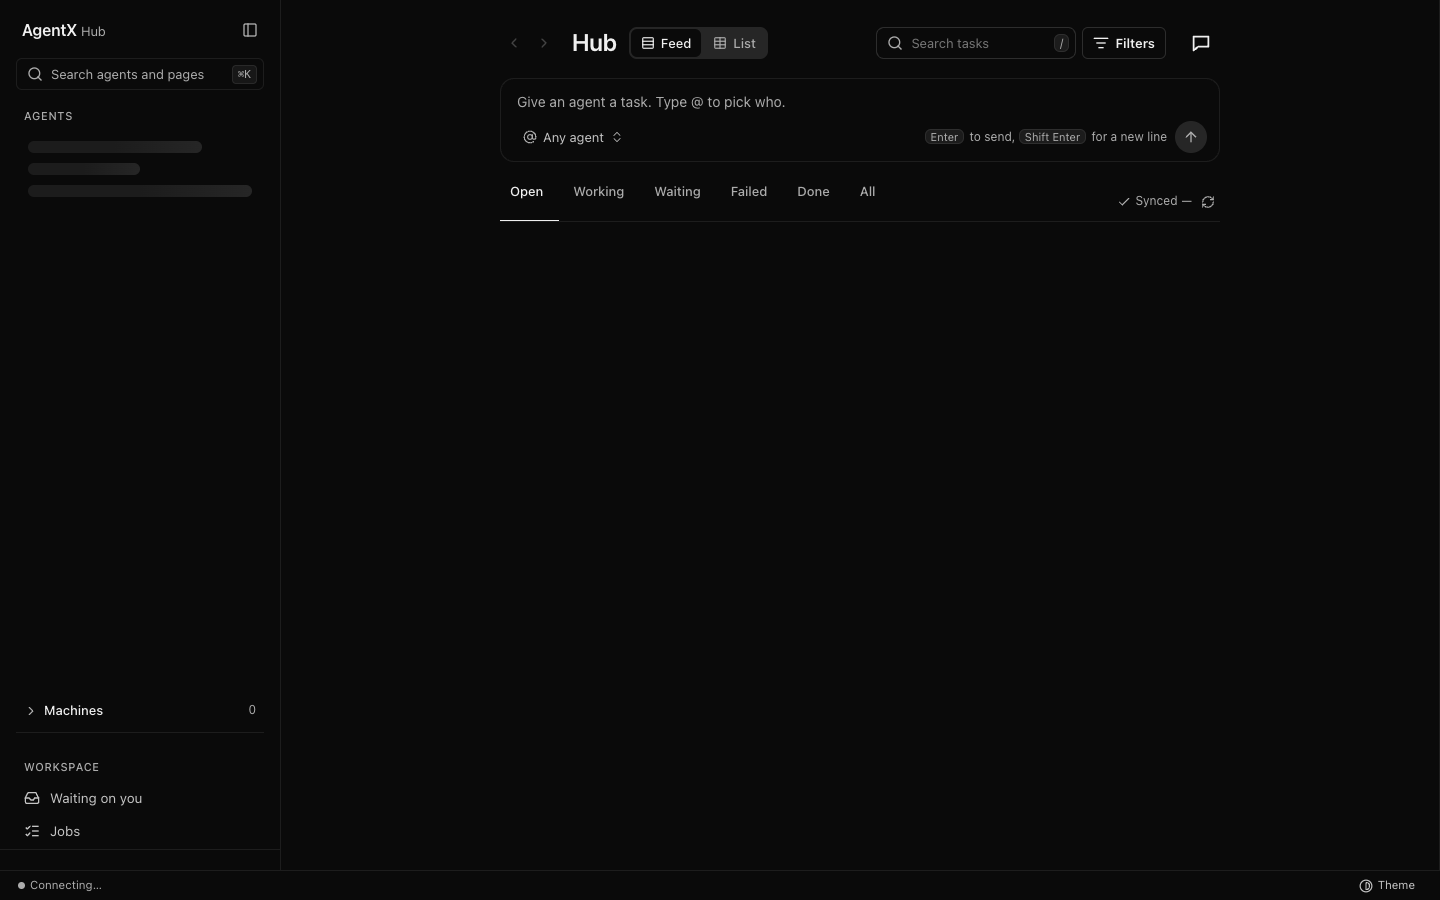 AgentX Hub
Search agents and pages ⌘K
AGENTS
Machines 0
WORKSPACE
Waiting on you
Jobs
Connecting...
Hub
Feed
List
Search tasks /
Filters
Give an agent a task. Type @ to pick who.
Any agent
Enter to send, Shift Enter for a new line
Open Working Waiting Failed Done All
Synced —
Theme